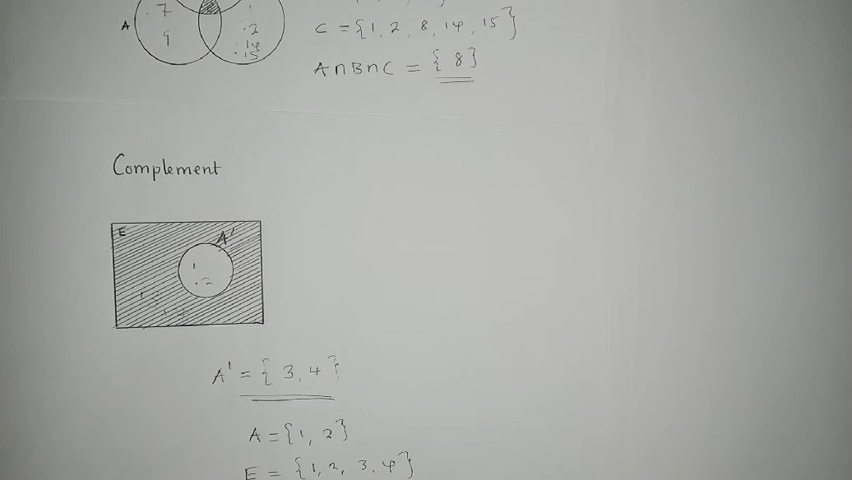 .7
1
A
9
.2
.14
.15
C = {1, 2, 8, 14, 15}
A∩B∩C = {8}
Complement
E
A'
1
.2
A' = {3, 4}
A = {1, 2}
E = {1, 2, 3, 4}